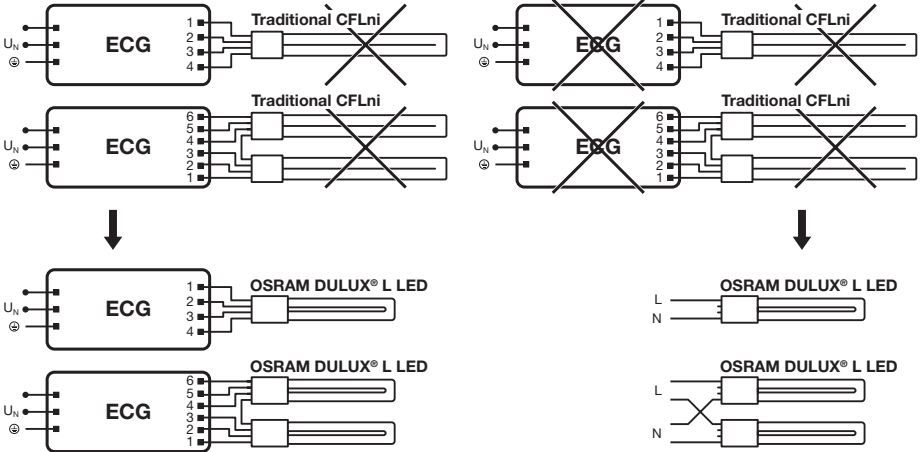 Traditional CFLni
1
2
3
4
ECG
U_N
Traditional CFLni
6
5
4
3
2
1
ECG
U_N
OSRAM DULUX® L LED
1
2
3
4
ECG
U_N
OSRAM DULUX® L LED
6
5
4
3
2
1
ECG
U_N
Traditional CFLni
1
2
3
4
ECG
U_N
Traditional CFLni
6
5
4
3
2
1
ECG
U_N
OSRAM DULUX® L LED
L
N
OSRAM DULUX® L LED
L
N